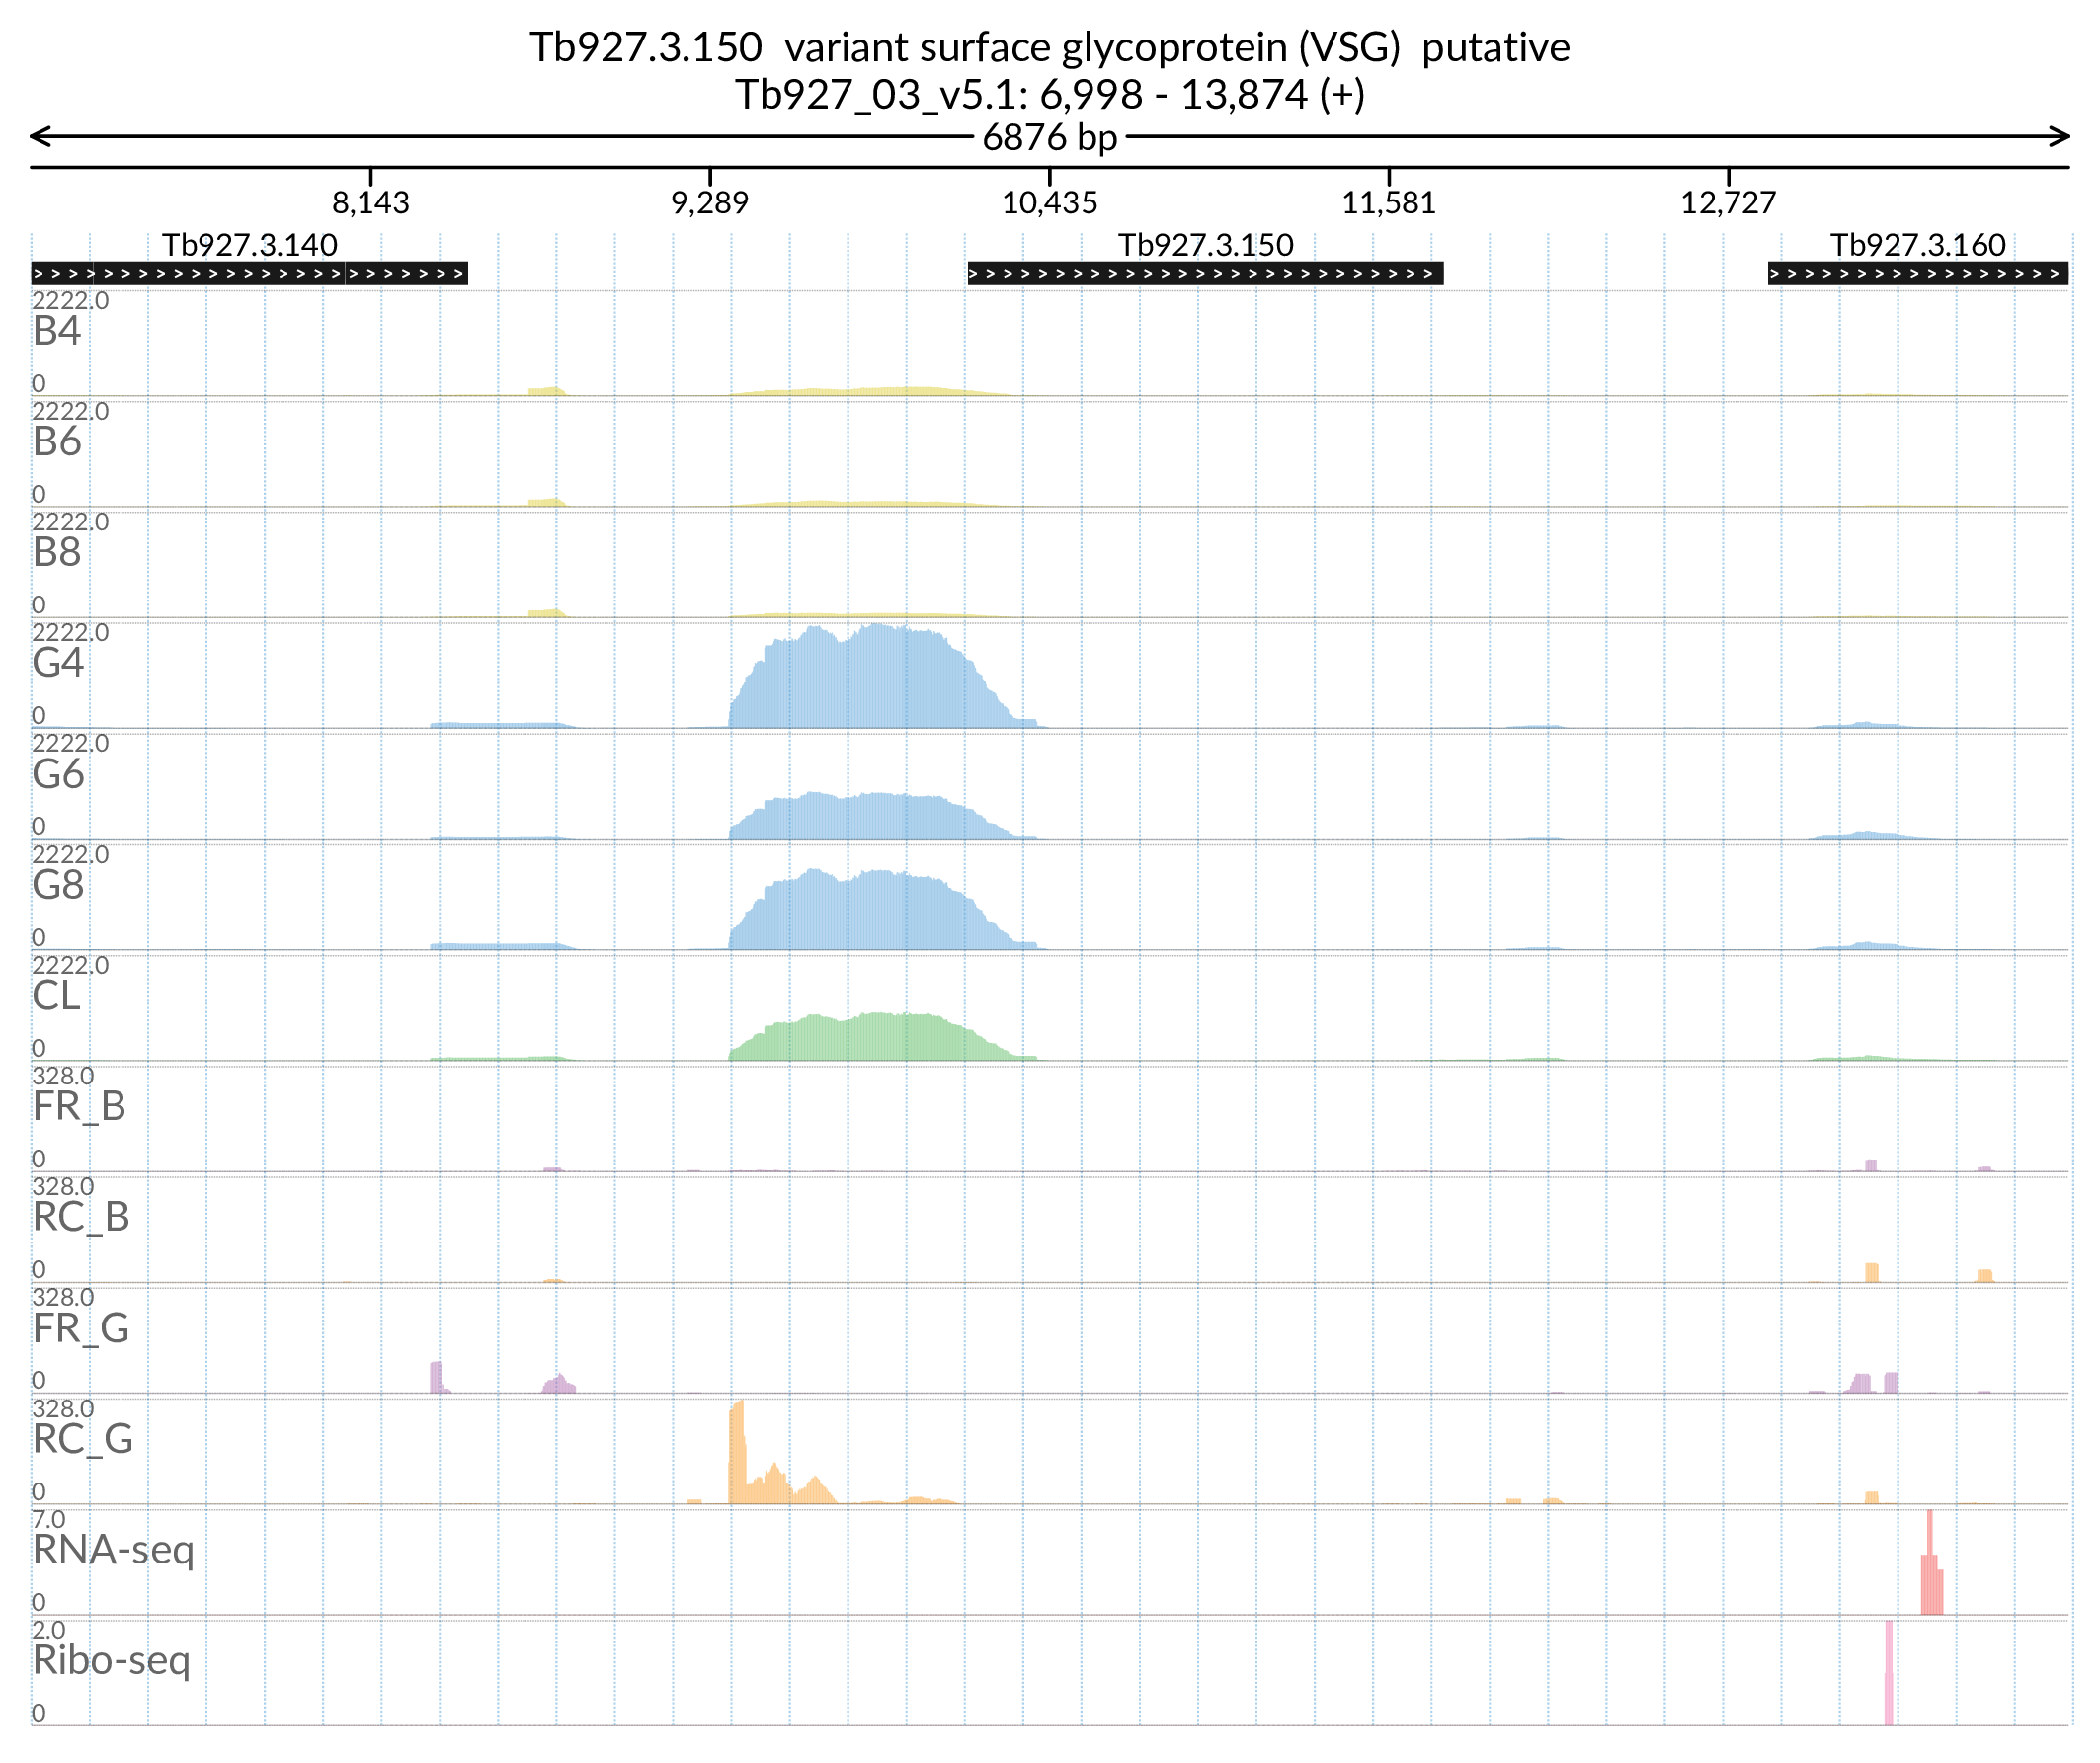 Tb927.3.150 variant surface glycoprotein (VSG) putative
Tb927_03_v5.1: 6,998 - 13,874 (+)
6876 bp
8,143 9,289 10,435 11,581 12,727
Tb927.3.140 Tb927.3.150 Tb927.3.160
2222.0
B4
0
2222.0
B6
0
2222.0
B8
0
2222.0
G4
0
2222.0
G6
0
2222.0
G8
0
2222.0
CL
0
328.0
FR_B
0
328.0
RC_B
0
328.0
FR_G
0
328.0
RC_G
0
7.0
RNA-seq
0
2.0
Ribo-seq
0